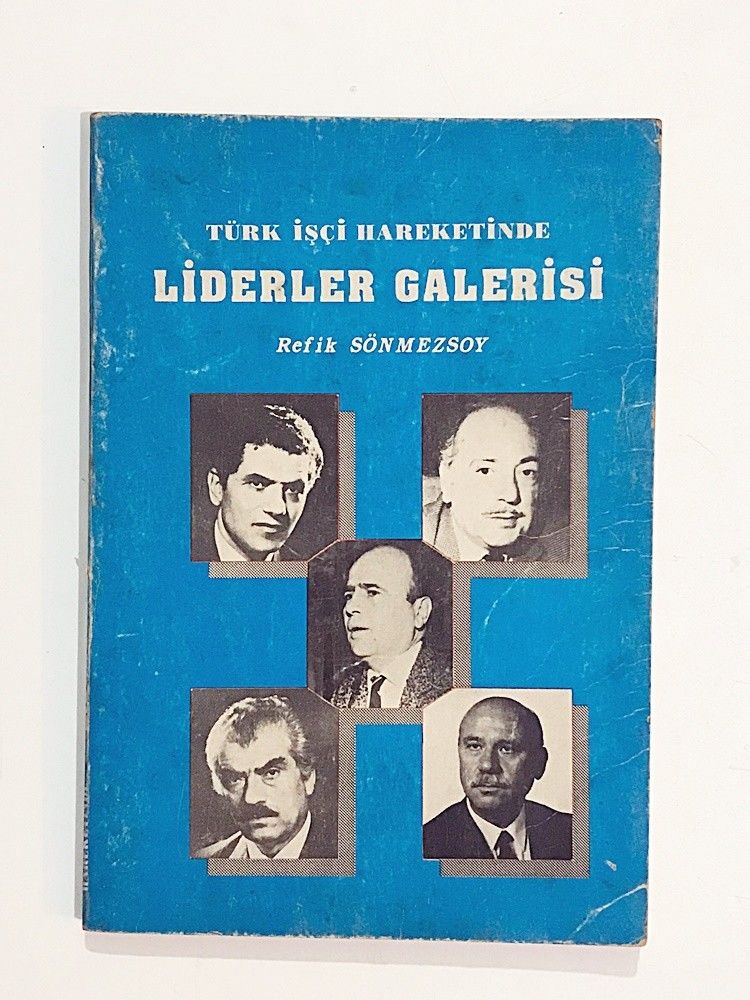 TÜRK İŞÇİ HAREKETİNDE
LİDERLER GALERİSİ
Refik SÖNMEZSOY